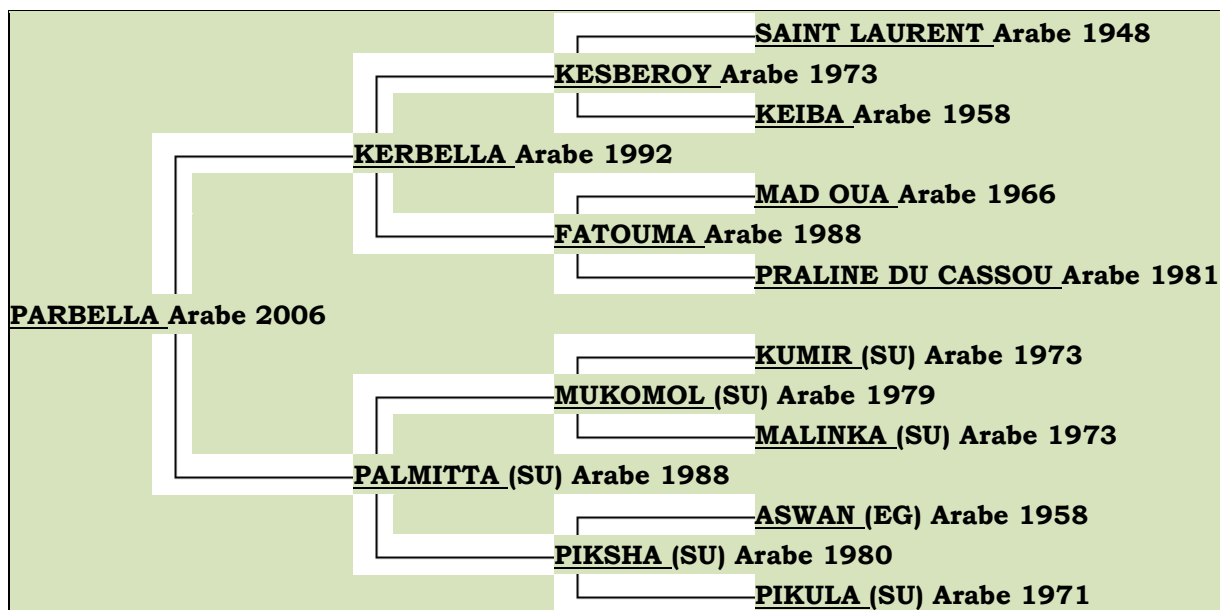 SAINT LAURENT Arabe 1948
KESBEROY Arabe 1973
KEIBA Arabe 1958
KERBELLA Arabe 1992
MAD OUA Arabe 1966
FATOUMA Arabe 1988
PRALINE DU CASSOU Arabe 1981
PARBELLA Arabe 2006
KUMIR (SU) Arabe 1973
MUKOMOL (SU) Arabe 1979
MALINKA (SU) Arabe 1973
PALMITTA (SU) Arabe 1988
ASWAN (EG) Arabe 1958
PIKSHA (SU) Arabe 1980
PIKULA (SU) Arabe 1971